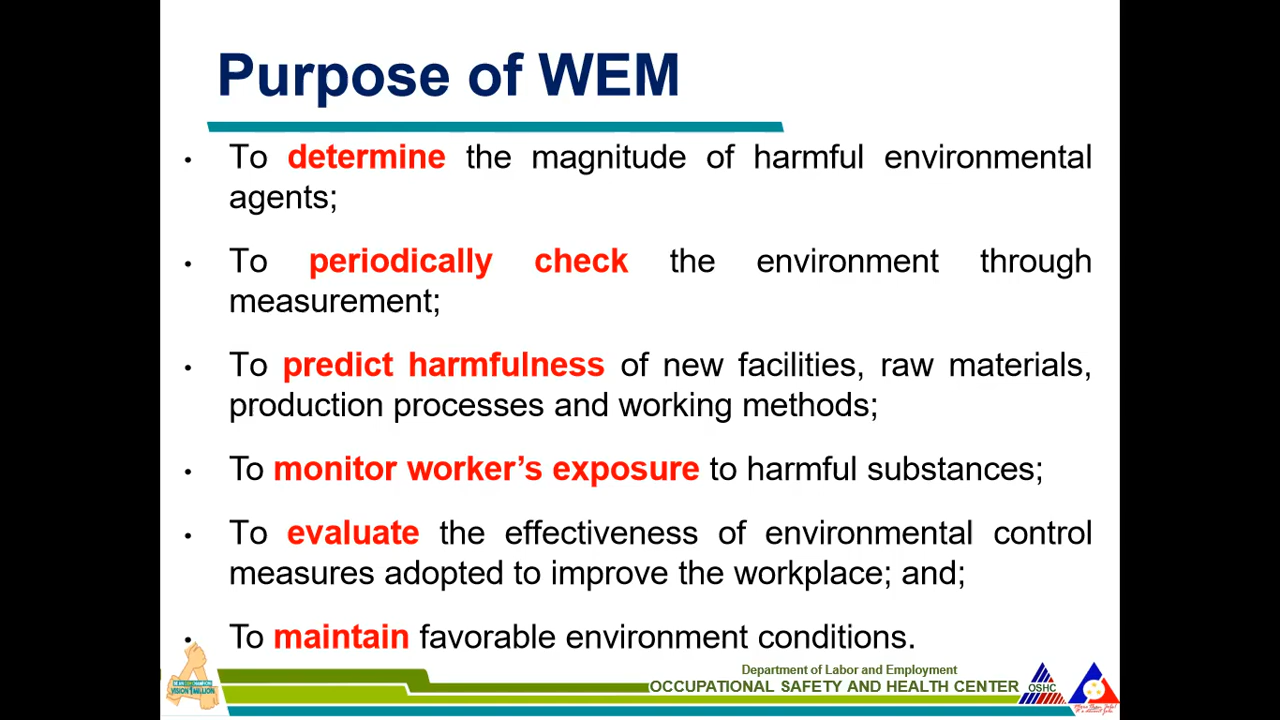 Purpose of WEM
• To determine the magnitude of harmful environmental
agents;
• To periodically check the environment through
measurement;
• To predict harmfulness of new facilities, raw materials,
production processes and working methods;
• To monitor worker’s exposure to harmful substances;
• To evaluate the effectiveness of environmental control
measures adopted to improve the workplace; and;
• To maintain favorable environment conditions.
Department of Labor and Employment
OCCUPATIONAL SAFETY AND HEALTH CENTER
OSHC
VISION 1 MILLION